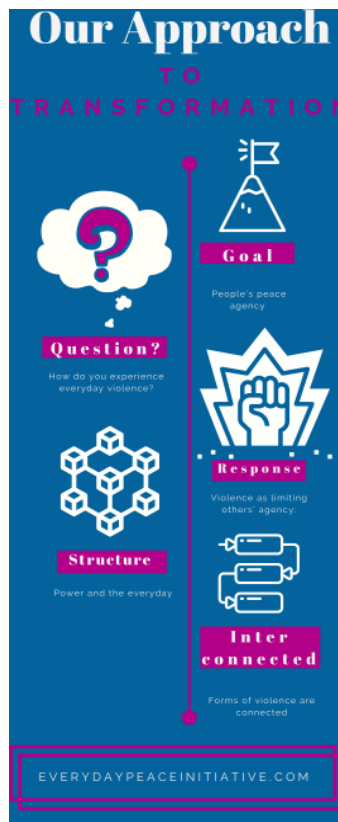 Our Approach
TO
TRANSFORMATION
Goal
People's peace
agency
Question?
How do you experience
everyday violence?
Response
Violence as limiting
others' agency:
Structure
Power and the everyday
Inter
connected
Forms of violence are
connected
EVERYDAYPEACEINITIATIVE.COM